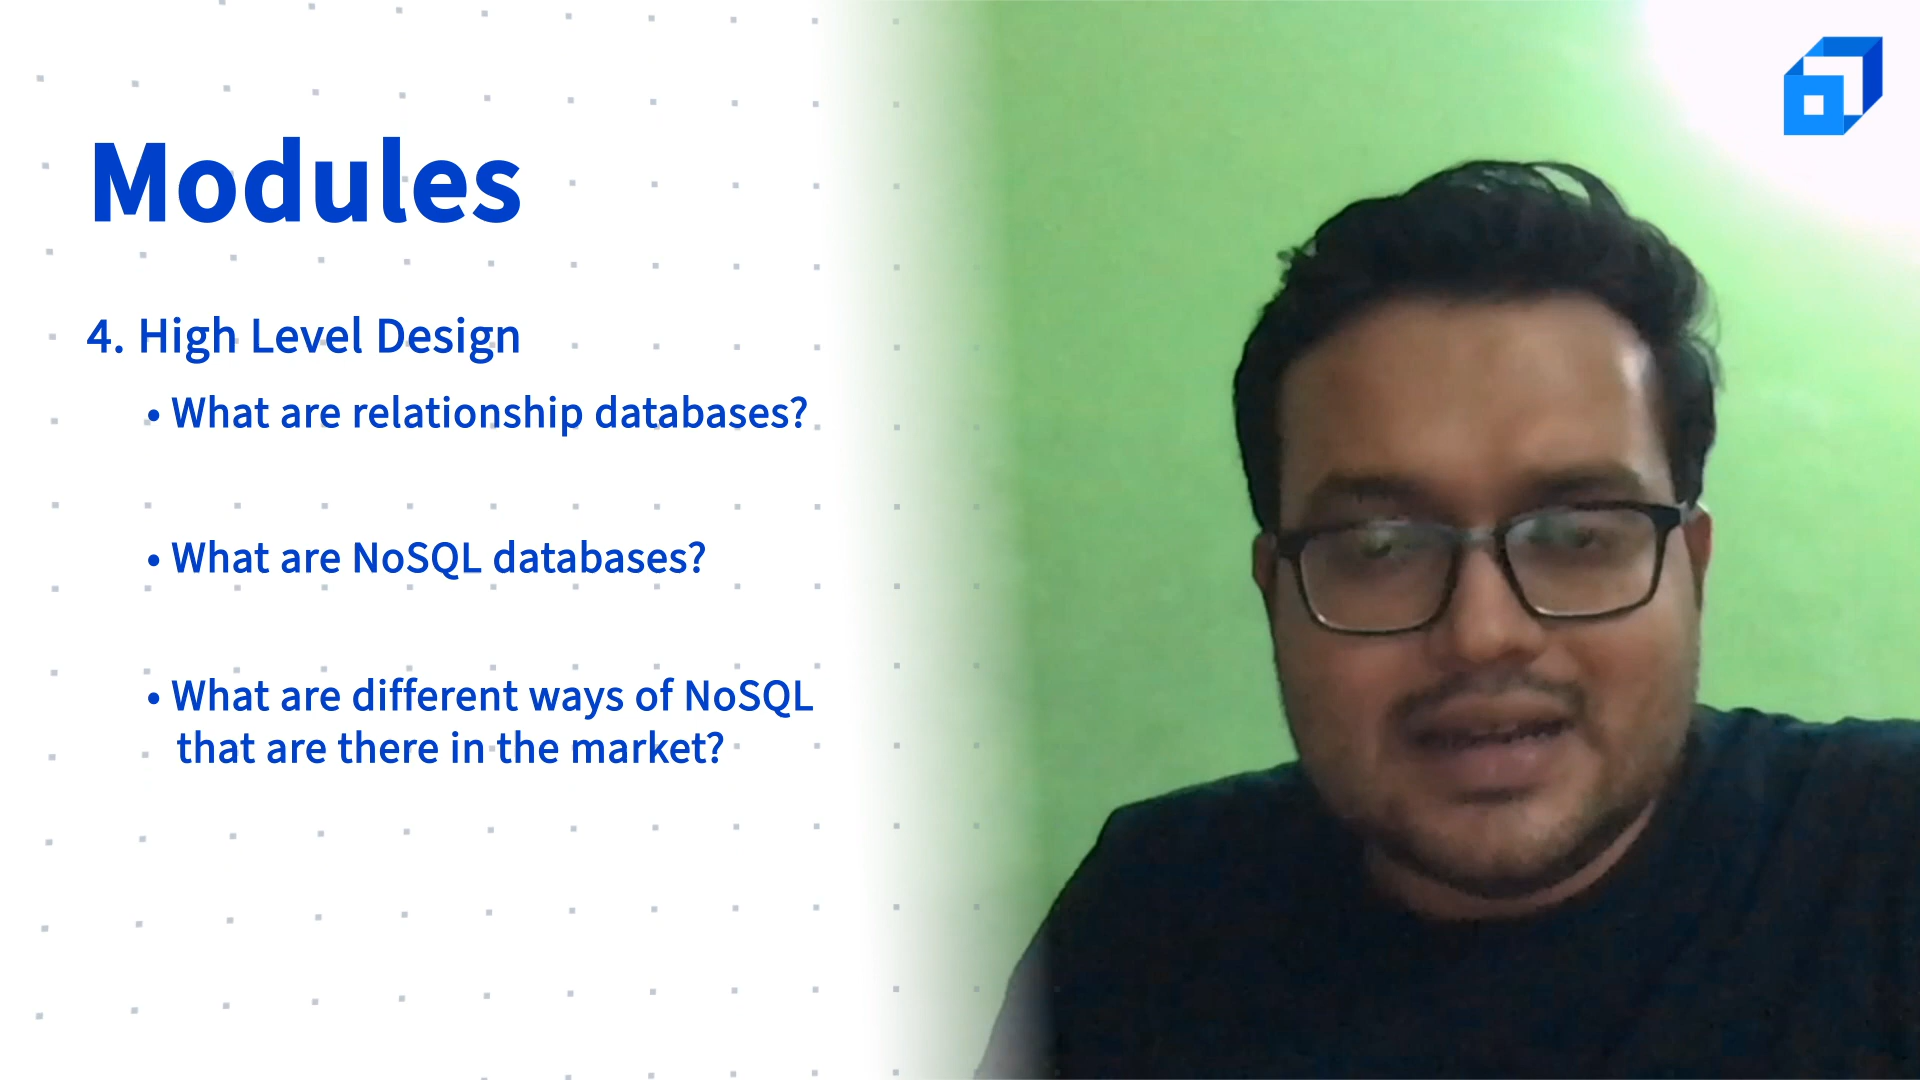 Modules
4. High Level Design
• What are relationship databases?
• What are NoSQL databases?
• What are different ways of NoSQL
that are there in the market?